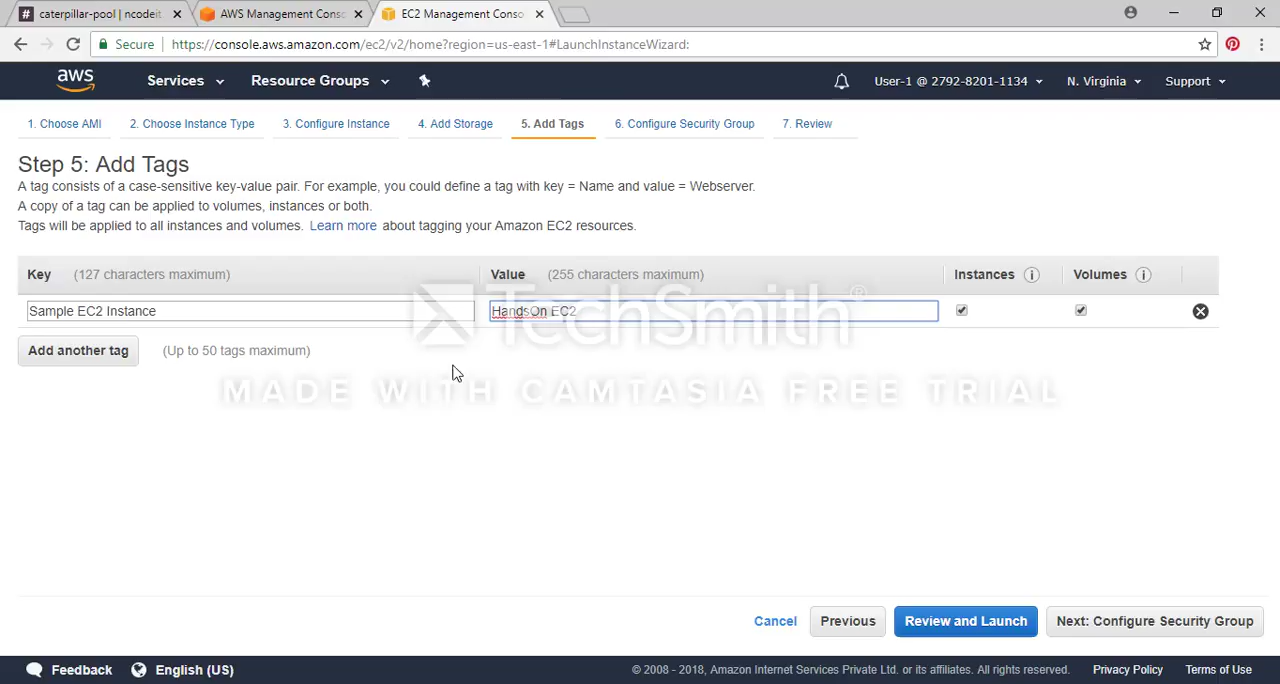 caterpillar-pool | ncodeit
AWS Management Consc
EC2 Management Conso
Secure
https://console.aws.amazon.com/ec2/v2/home?region=us-east-1#LaunchInstanceWizard:
aws
Services
Resource Groups
User-1 @ 2792-8201-1134
N. Virginia
Support
1. Choose AMI
2. Choose Instance Type
3. Configure Instance
4. Add Storage
5. Add Tags
6. Configure Security Group
7. Review
Step 5: Add Tags
A tag consists of a case-sensitive key-value pair. For example, you could define a tag with key = Name and value = Webserver.
A copy of a tag can be applied to volumes, instances or both.
Tags will be applied to all instances and volumes. Learn more about tagging your Amazon EC2 resources.
Key (127 characters maximum)
Value (255 characters maximum)
Instances
Volumes
Sample EC2 Instance
HandsOn EC2
TechSmith®
Add another tag
(Up to 50 tags maximum)
MADE WITH CAMTASIA FREE TRIAL
Cancel
Previous
Review and Launch
Next: Configure Security Group
Feedback
English (US)
© 2008 - 2018, Amazon Internet Services Private Ltd. or its affiliates. All rights reserved.
Privacy Policy
Terms of Use